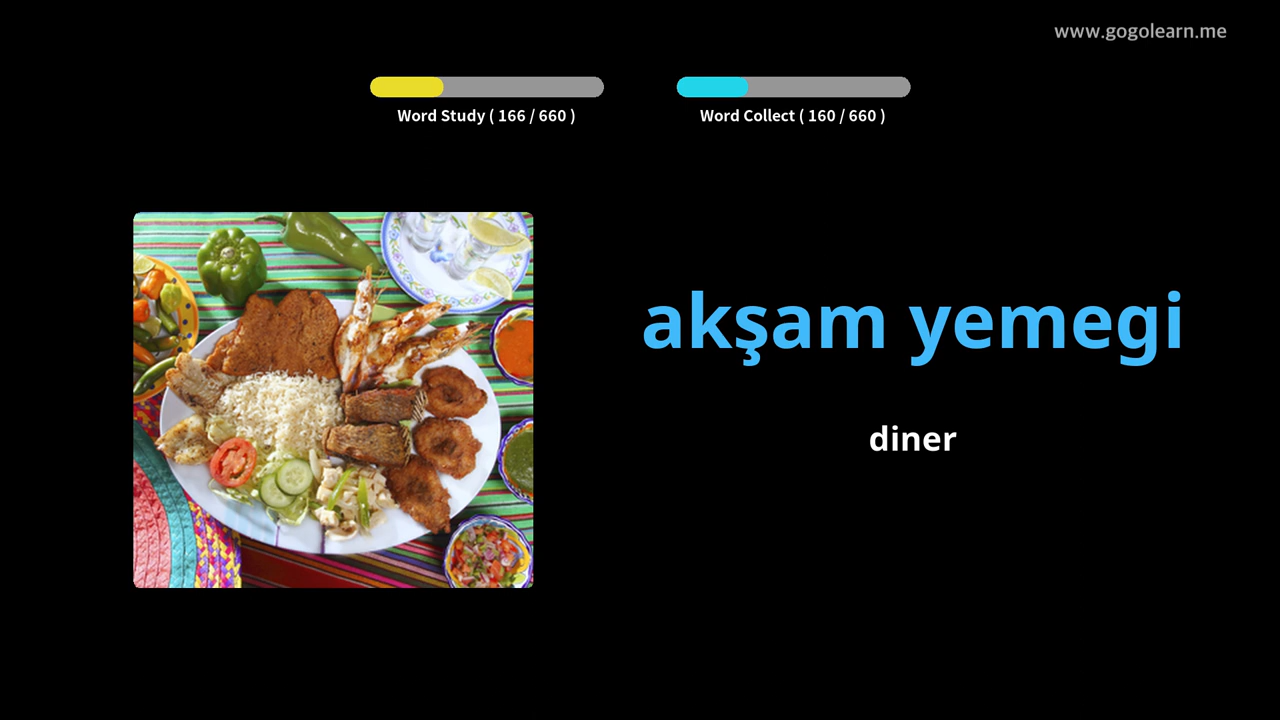 www.gogolearn.me
Word Study ( 166 / 660 )
Word Collect ( 160 / 660 )
akşam yemegi
diner